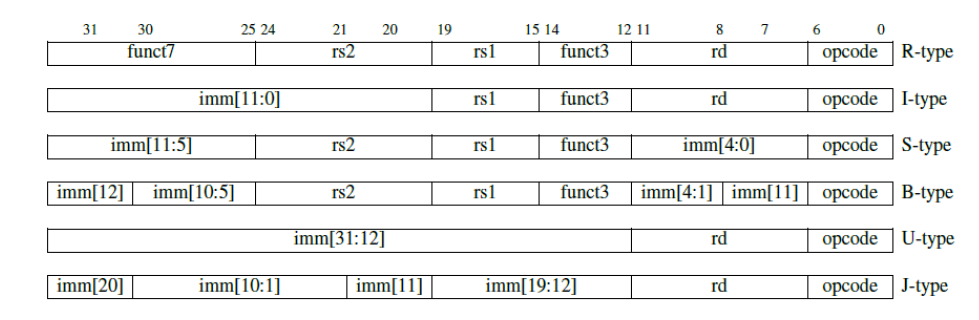 31 30 25 24 21 20 19 15 14 12 11 8 7 6 0
funct7 rs2 rs1 funct3 rd opcode R-type
imm[11:0] rs1 funct3 rd opcode I-type
imm[11:5] rs2 rs1 funct3 imm[4:0] opcode S-type
imm[12] imm[10:5] rs2 rs1 funct3 imm[4:1] imm[11] opcode B-type
imm[31:12] rd opcode U-type
imm[20] imm[10:1] imm[11] imm[19:12] rd opcode J-type